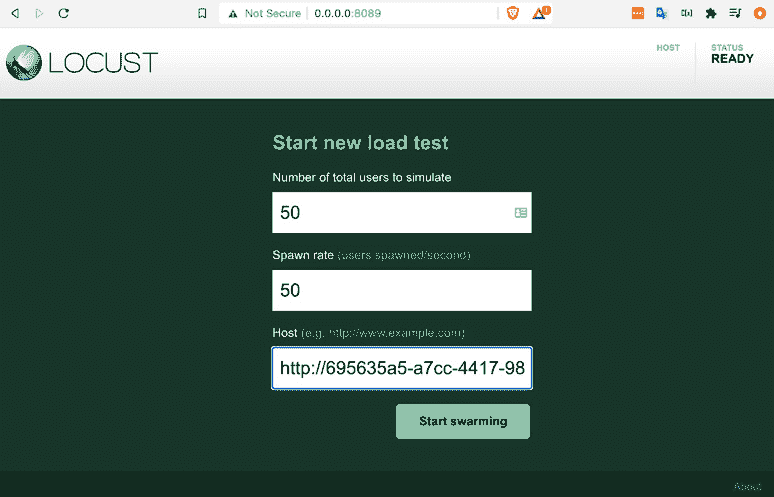 Not Secure 0.0.0.0:8089
LOCUST
HOST
STATUS
READY
Start new load test
Number of total users to simulate
50
Spawn rate (users spawned/second)
50
Host (e.g. http://www.example.com)
http://695635a5-a7cc-4417-98
Start swarming
About